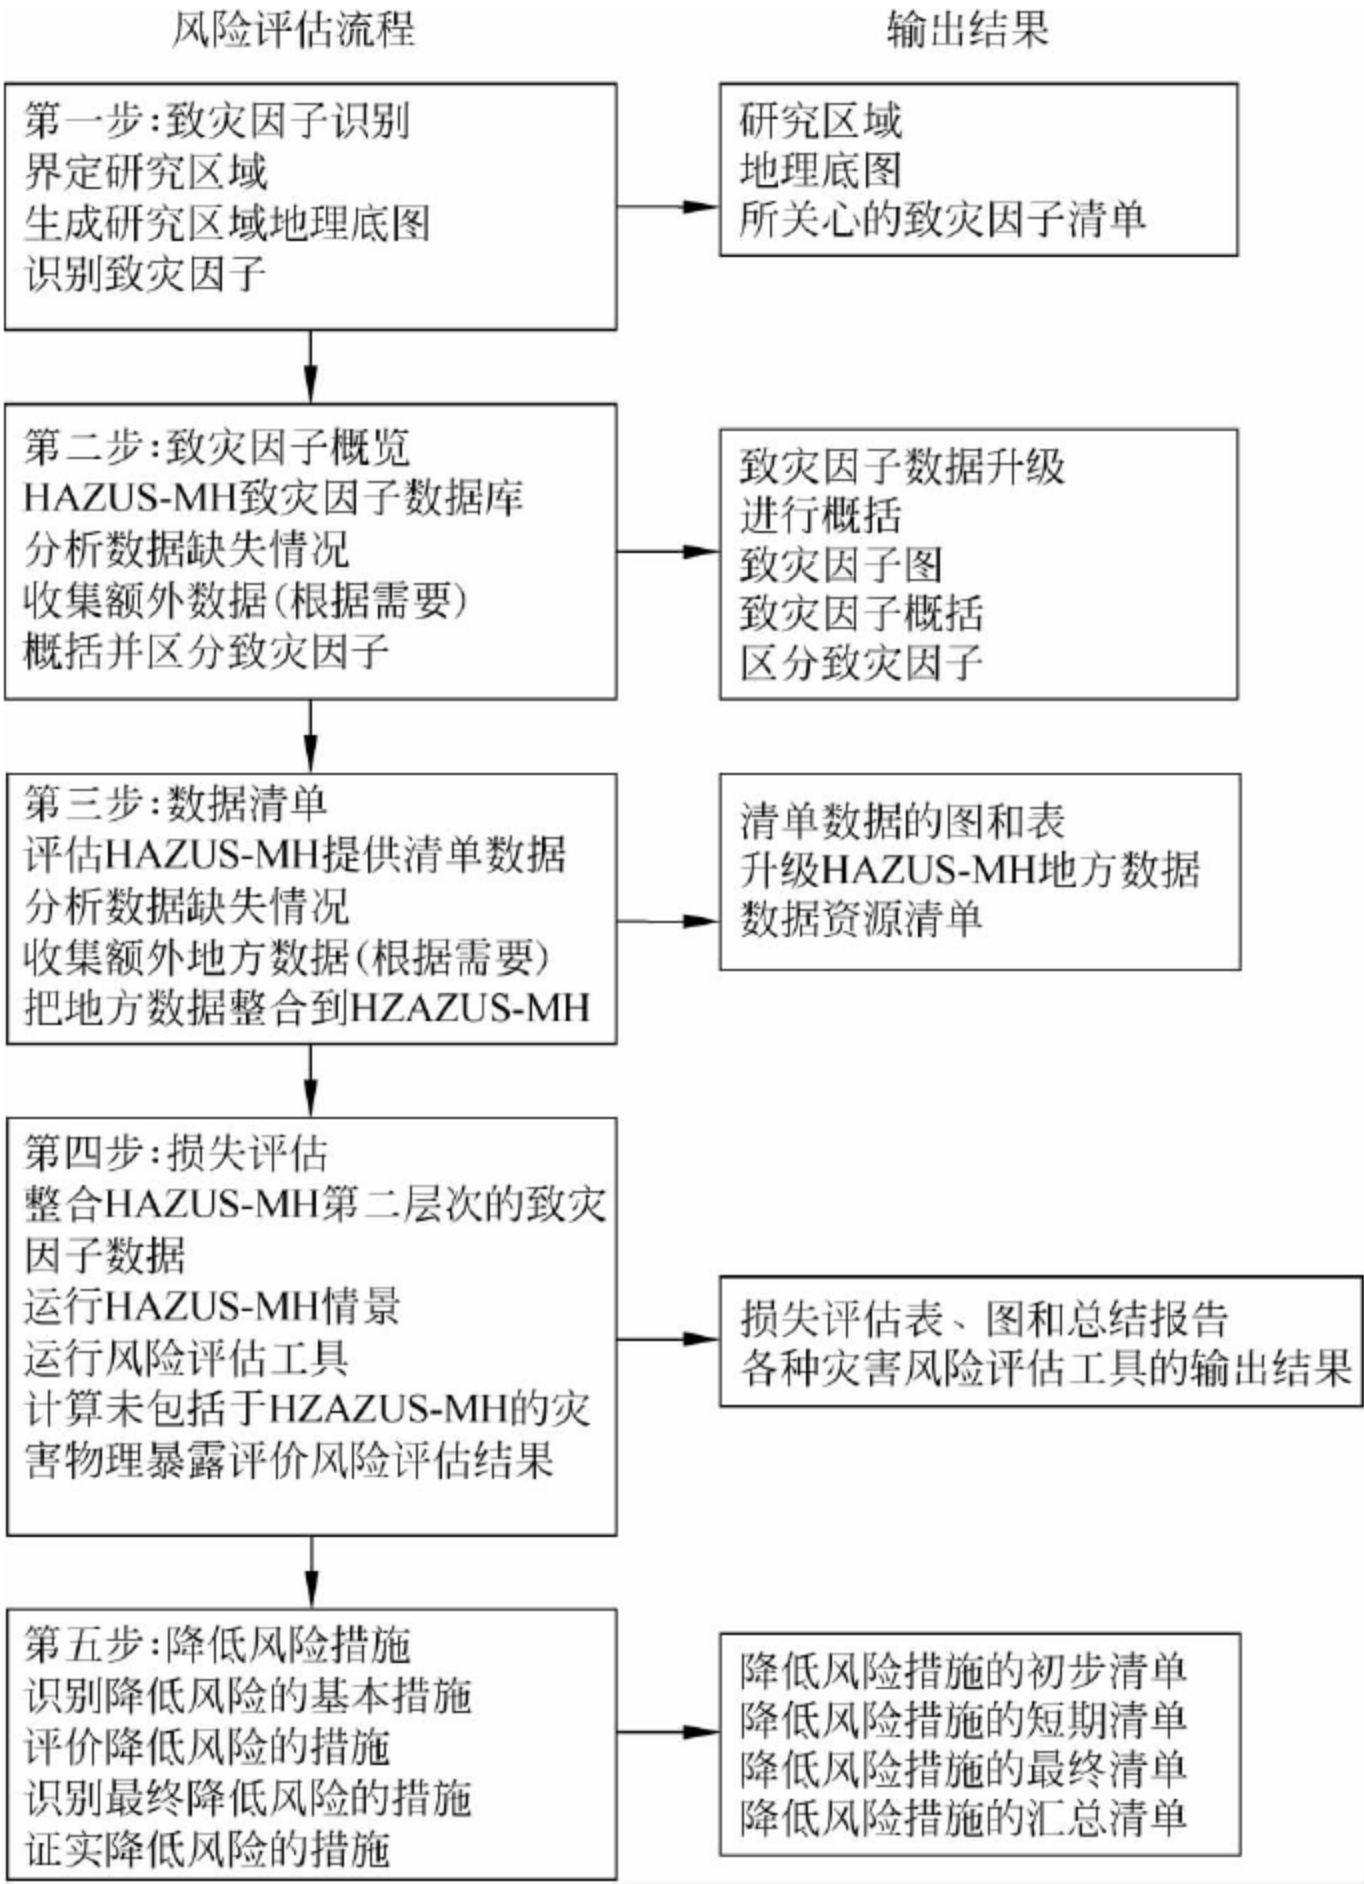 风险评估流程
输出结果
第一步:致灾因子识别
界定研究区域
生成研究区域地理底图
识别致灾因子
研究区域
地理底图
所关心的致灾因子清单
第二步:致灾因子概览
HAZUS-MH致灾因子数据库
分析数据缺失情况
收集额外数据(根据需要)
概括并区分致灾因子
致灾因子数据升级
进行概括
致灾因子图
致灾因子概括
区分致灾因子
第三步:数据清单
评估HAZUS-MH提供清单数据
分析数据缺失情况
收集额外地方数据(根据需要)
把地方数据整合到HZAZUS-MH
清单数据的图和表
升级HAZUS-MH地方数据
数据资源清单
第四步:损失评估
整合HAZUS-MH第二层次的致灾
因子数据
运行HAZUS-MH情景
运行风险评估工具
计算未包括于HZAZUS-MH的灾
害物理暴露评价风险评估结果
损失评估表、图和总结报告
各种灾害风险评估工具的输出结果
第五步:降低风险措施
识别降低风险的基本措施
评价降低风险的措施
识别最终降低风险的措施
证实降低风险的措施
降低风险措施的初步清单
降低风险措施的短期清单
降低风险措施的最终清单
降低风险措施的汇总清单